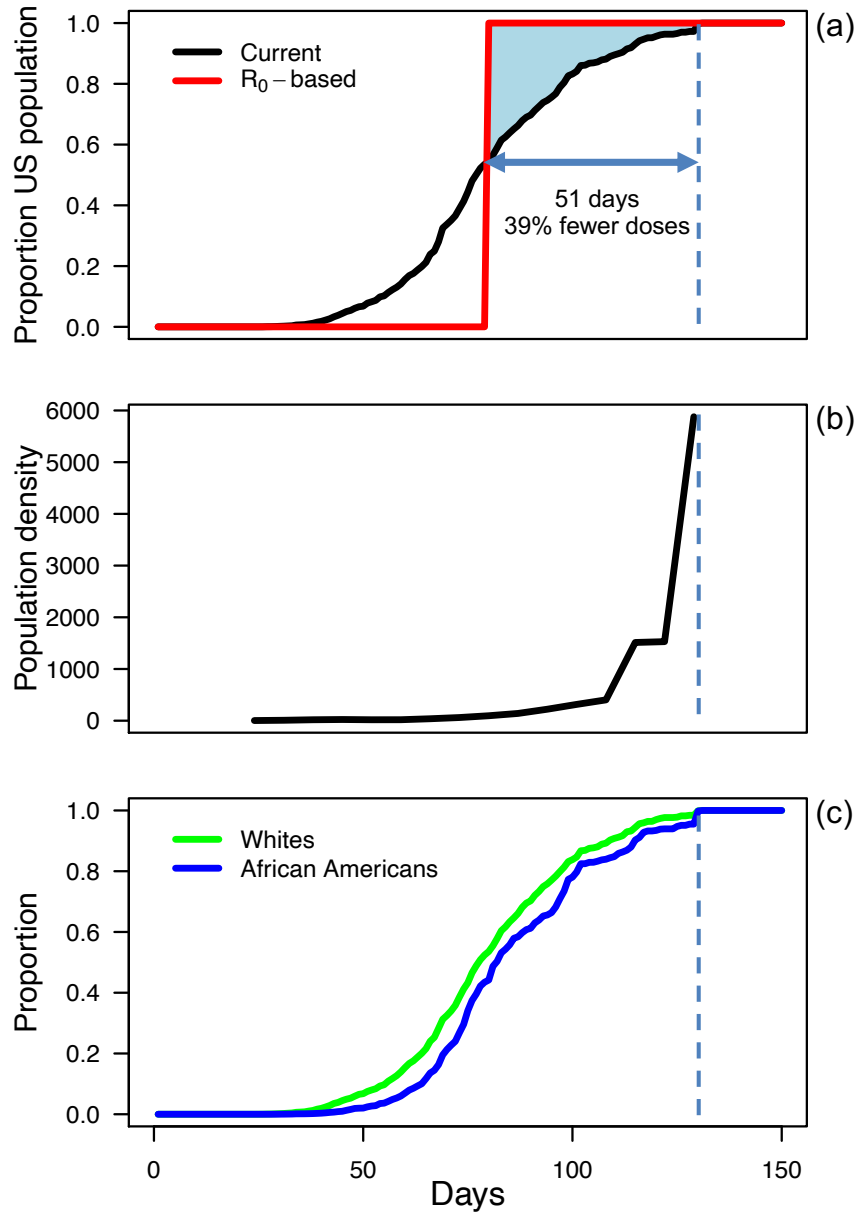 (a)
Proportion US population
1.0
0.8
0.6
0.4
0.2
0.0
Current
R₀–based
51 days
39% fewer doses
(b)
Population density
6000
5000
4000
3000
2000
1000
0
(c)
Proportion
1.0
0.8
0.6
0.4
0.2
0.0
Whites
African Americans
0 50 100 150
Days